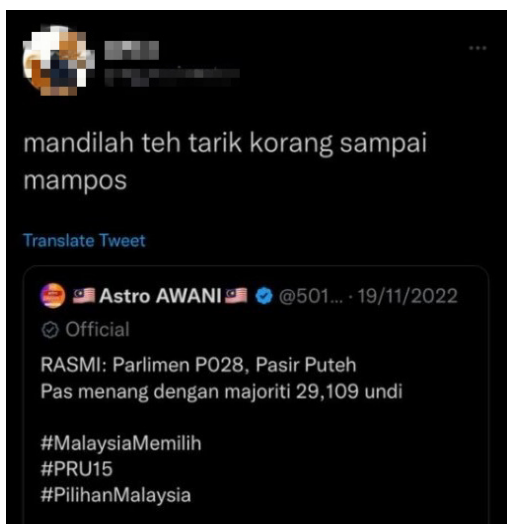 mandilah teh tarik korang sampai
mampos
Translate Tweet
Astro AWANI @501... · 19/11/2022
Official
RASMI: Parlimen P028, Pasir Puteh
Pas menang dengan majoriti 29,109 undi
#MalaysiaMemilih
#PRU15
#PilihanMalaysia